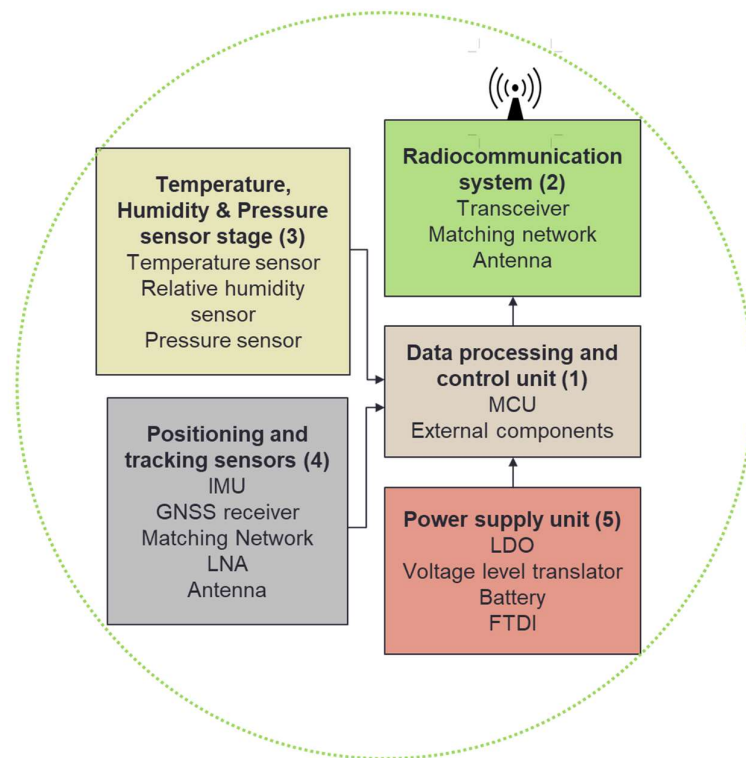 Radiocommunication
system (2)
Transceiver
Matching network
Antenna
Temperature,
Humidity & Pressure
sensor stage (3)
Temperature sensor
Relative humidity
sensor
Pressure sensor
Data processing and
control unit (1)
MCU
External components
Positioning and
tracking sensors (4)
IMU
GNSS receiver
Matching Network
LNA
Antenna
Power supply unit (5)
LDO
Voltage level translator
Battery
FTDI